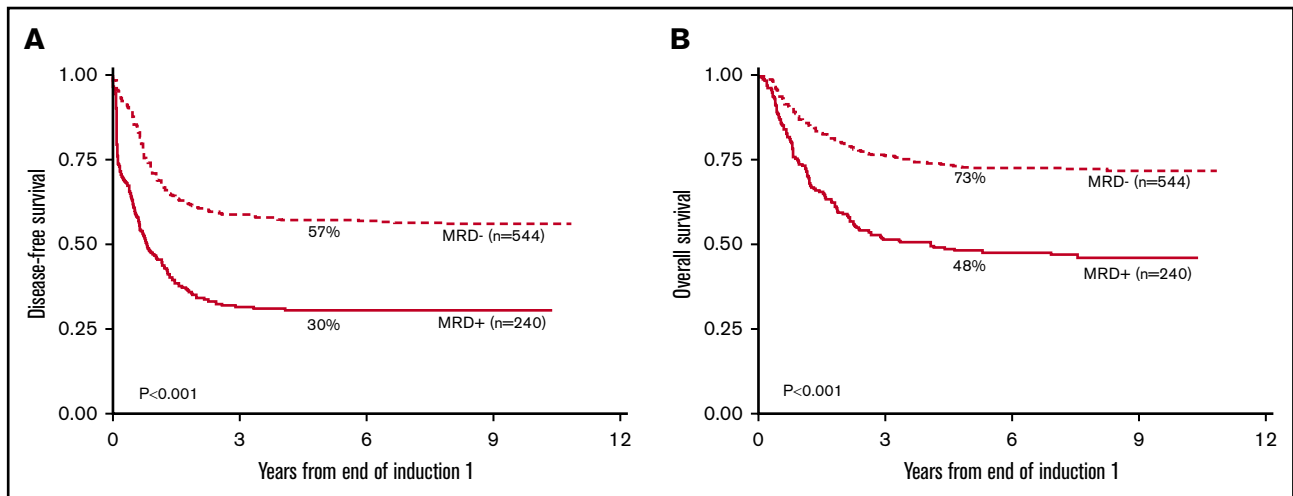 A
Disease-free survival
1.00
0.75
0.50
0.25
0.00
57%
MRD- (n=544)
30%
MRD+ (n=240)
P<0.001
0 3 6 9 12
Years from end of induction 1
B
Overall survival
1.00
0.75
0.50
0.25
0.00
73%
MRD- (n=544)
48%
MRD+ (n=240)
P<0.001
0 3 6 9 12
Years from end of induction 1